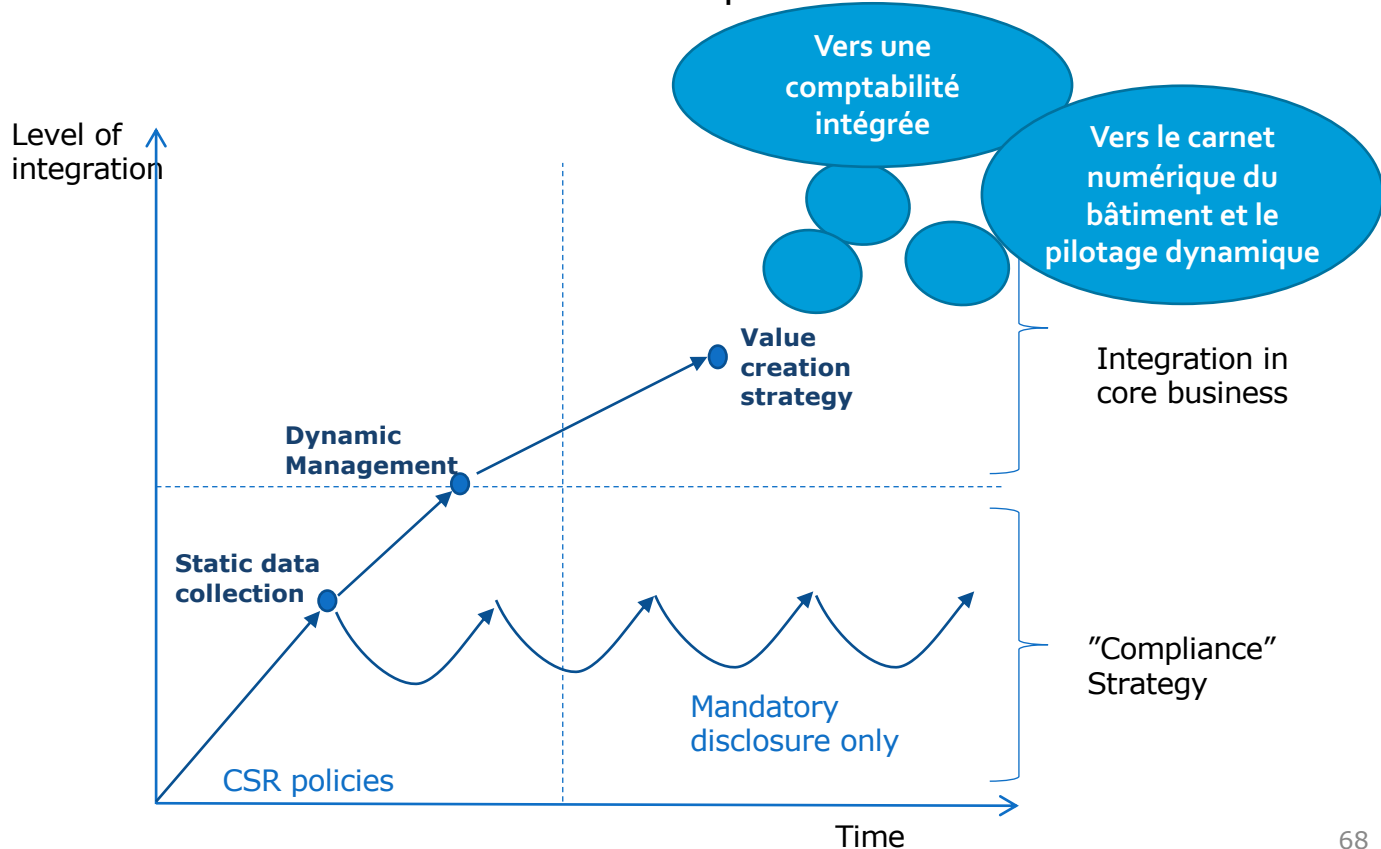 Vers une
comptabilité
intégrée
Vers le carnet
numérique du
bâtiment et le
pilotage dynamique
Level of
integration
Value
creation
strategy
Integration in
core business
Dynamic
Management
Static data
collection
”Compliance”
Strategy
Mandatory
disclosure only
CSR policies
Time
68